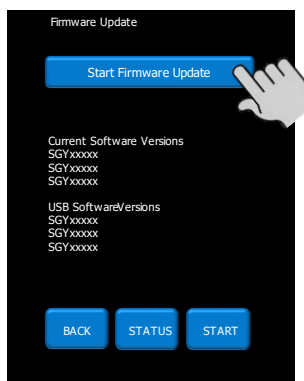 Firmware Update
Start Firmware Update
Current Software Versions
SGYxxxxx
SGYxxxxx
SGYxxxxx
USB SoftwareVersions
SGYxxxxx
SGYxxxxx
SGYxxxxx
BACK STATUS START